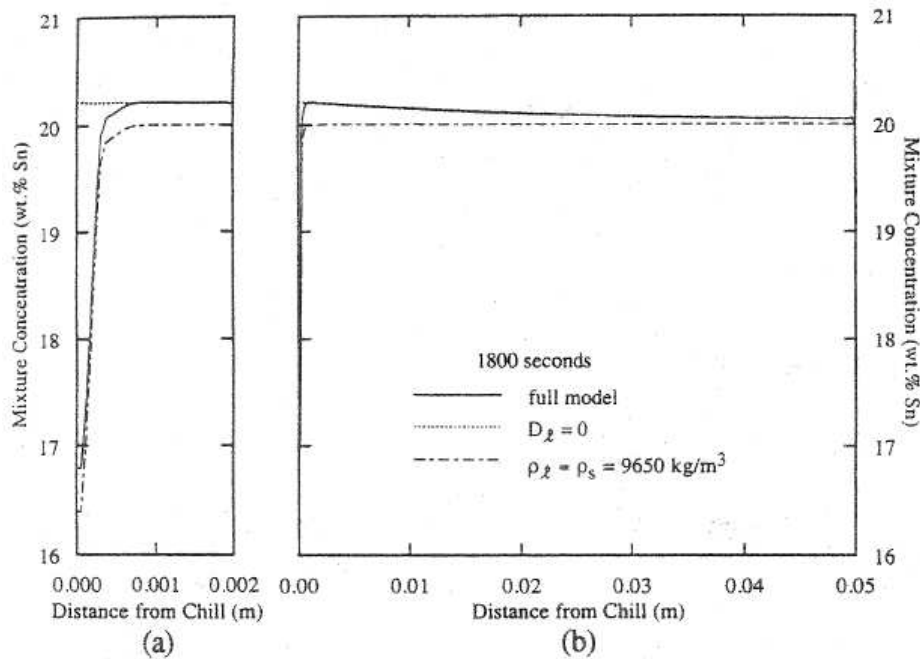 21
20
19
18
17
16
Mixture Concentration (wt.% Sn)
0.000 0.001 0.002
Distance from Chill (m)
(a)
1800 seconds
full model
Dℓ = 0
ρℓ = ρs = 9650 kg/m³
0.00 0.01 0.02 0.03 0.04 0.05
Distance from Chill (m)
(b)
21
20
19
18
17
16
Mixture Concentration (wt.% Sn)